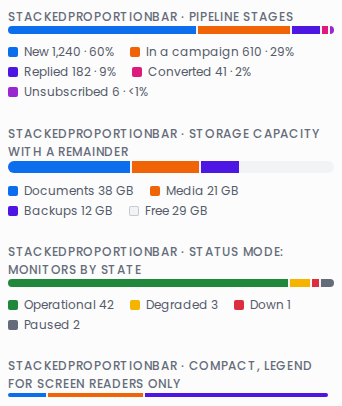 STACKEDPROPORTIONBAR · PIPELINE STAGES
New 1,240 · 60% In a campaign 610 · 29%
Replied 182 · 9% Converted 41 · 2%
Unsubscribed 6 · <1%
STACKEDPROPORTIONBAR · STORAGE CAPACITY
WITH A REMAINDER
Documents 38 GB Media 21 GB
Backups 12 GB Free 29 GB
STACKEDPROPORTIONBAR · STATUS MODE:
MONITORS BY STATE
Operational 42 Degraded 3 Down 1
Paused 2
STACKEDPROPORTIONBAR · COMPACT, LEGEND
FOR SCREEN READERS ONLY